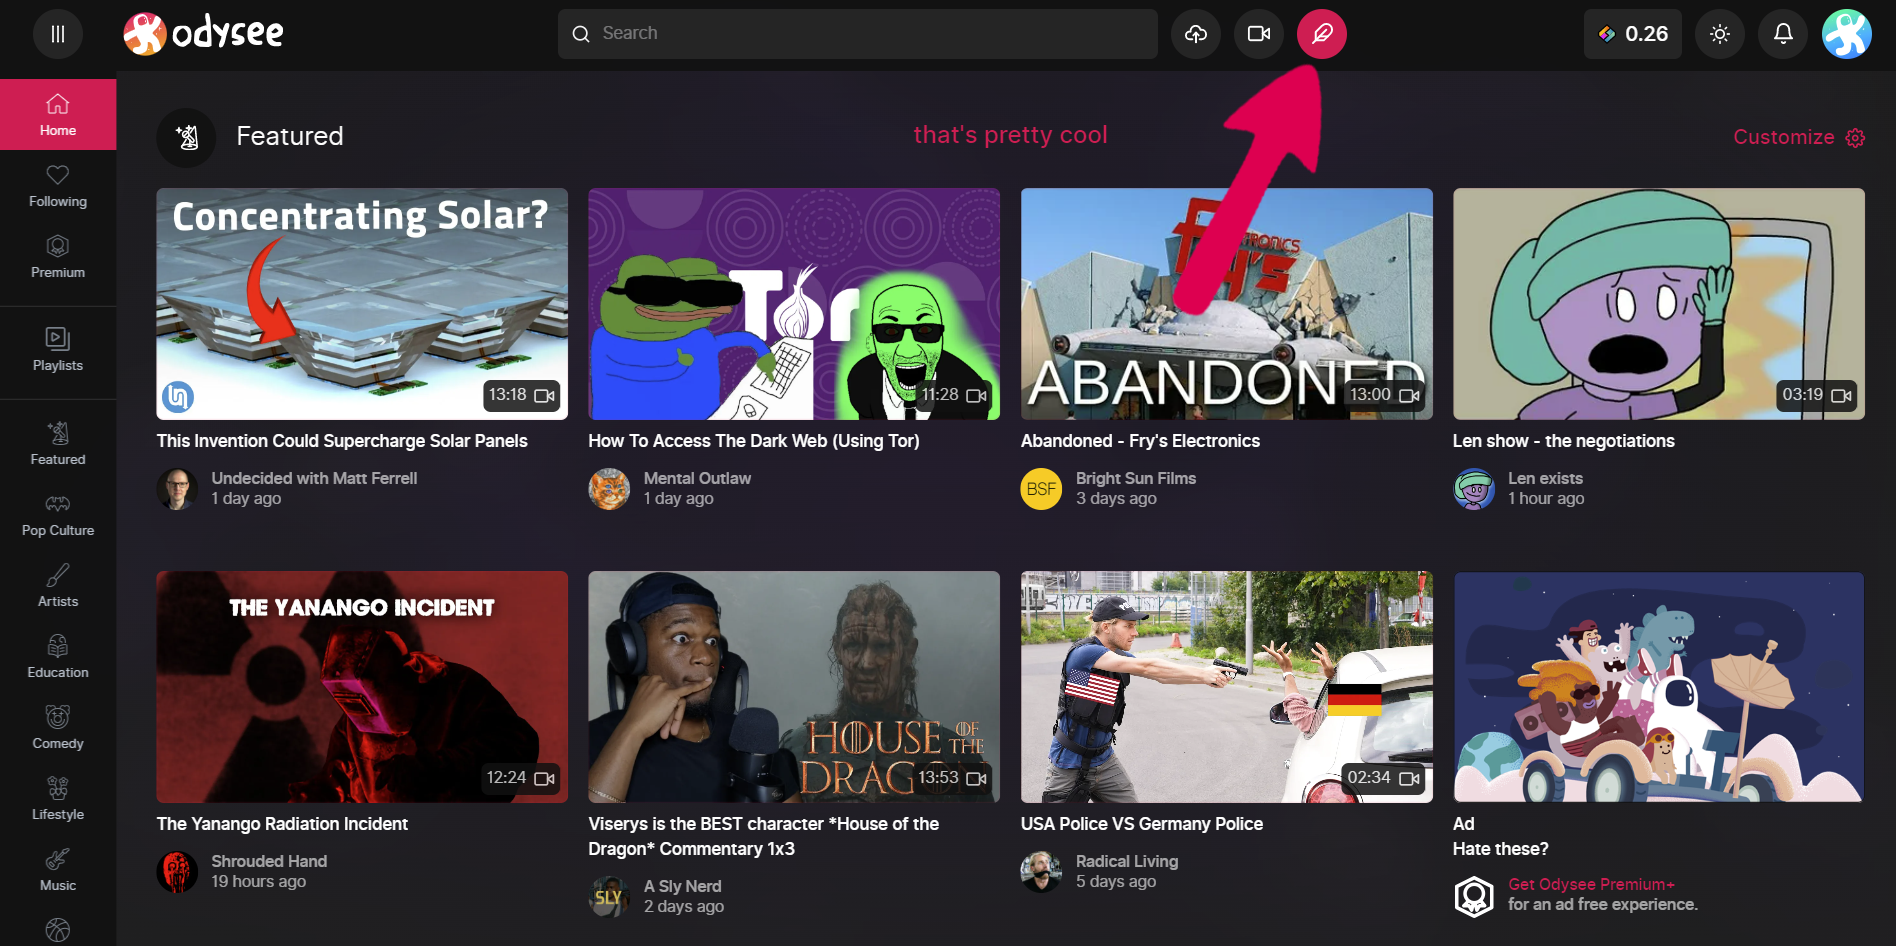 odysee
Search
0.26
Home
Following
Premium
Playlists
Featured
Pop Culture
Artists
Education
Comedy
Lifestyle
Music
Featured
that's pretty cool
Customize
Concentrating Solar?
13:18
This Invention Could Supercharge Solar Panels
Undecided with Matt Ferrell
1 day ago
Tor
11:28
How To Access The Dark Web (Using Tor)
Mental Outlaw
1 day ago
fry's
ABANDONED
13:00
Abandoned - Fry's Electronics
BSF
Bright Sun Films
3 days ago
03:19
Len show - the negotiations
Len exists
1 hour ago
THE YANANGO INCIDENT
12:24
The Yanango Radiation Incident
Shrouded Hand
19 hours ago
HOUSE OF THE
DRAGON
13:53
Viserys is the BEST character *House of the
Dragon* Commentary 1x3
SLY
A Sly Nerd
2 days ago
02:34
USA Police VS Germany Police
Radical Living
5 days ago
Ad
Hate these?
Get Odysee Premium+
for an ad free experience.